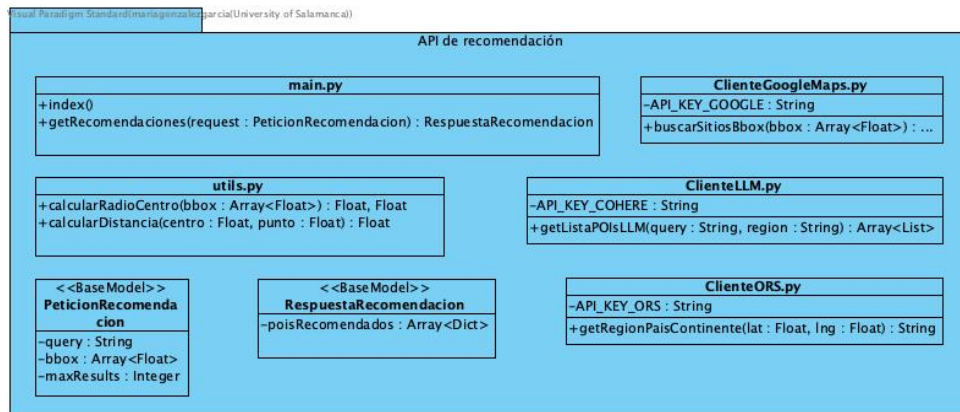 Visual Paradigm Standard(mariagonzalezgarcia(University of Salamanca))
API de recomendación
main.py
+index()
+getRecomendaciones(request : PeticionRecomendacion) : RespuestaRecomendacion
ClienteGoogleMaps.py
-API_KEY_GOOGLE : String
+buscarSitiosBbox(bbox : Array<Float>) : ...
utils.py
+calcularRadioCentro(bbox : Array<Float>) : Float, Float
+calcularDistancia(centro : Float, punto : Float) : Float
ClienteLLM.py
-API_KEY_COHERE : String
+getListaPOIsLLM(query : String, region : String) : Array<List>
<<BaseModel>>
PeticionRecomenda
cion
-query : String
-bbox : Array<Float>
-maxResults : Integer
<<BaseModel>>
RespuestaRecomendacion
-poisRecomendados : Array<Dict>
ClienteORS.py
-API_KEY_ORS : String
+getRegionPaisContinente(lat : Float, lng : Float) : String